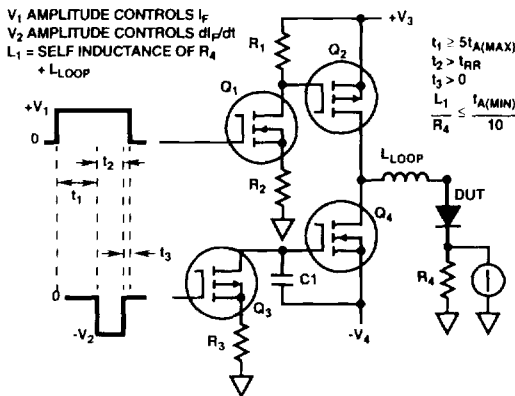 V1 AMPLITUDE CONTROLS IF
V2 AMPLITUDE CONTROLS dIF/dt
L1 = SELF INDUCTANCE OF R4
+ LLOOP
+V3
R1
Q2
t1 ≥ 5tA(MAX)
t2 > tRR
t3 > 0
L1/R4 ≤ tA(MIN)/10
+V1
Q1
0
t2
LLOOP
DUT
t1
R2
Q4
t3
C1
R4
0
Q3
-V2
R3
-V4